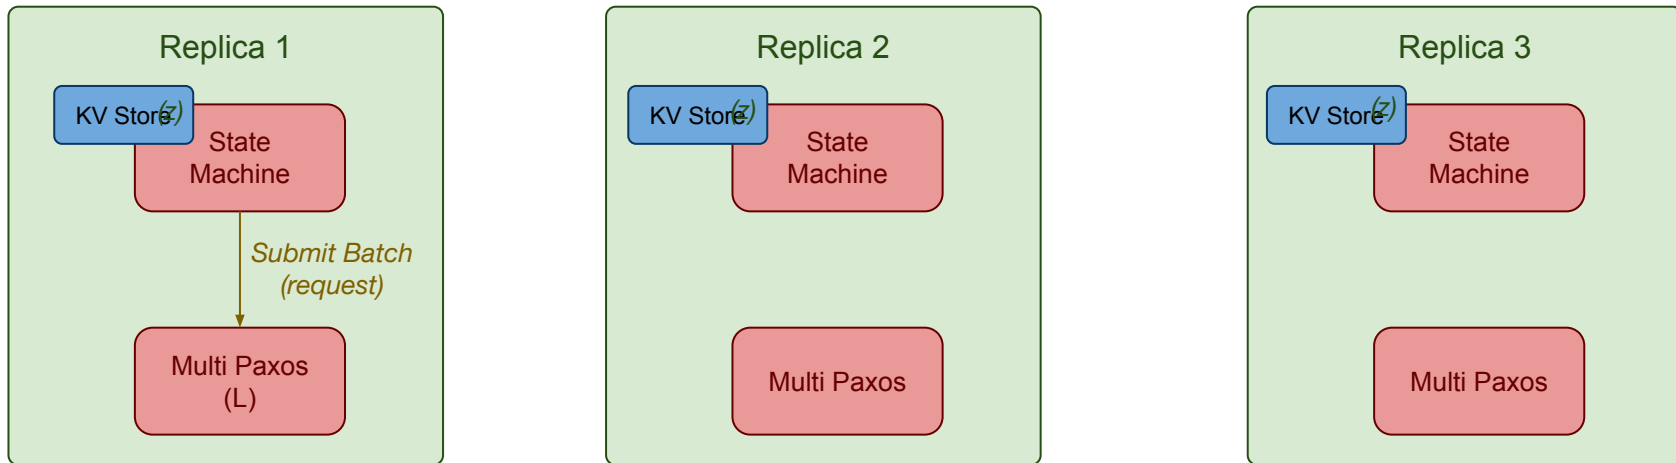 Replica 1
KV Store
(z)
State
Machine
Submit Batch
(request)
Multi Paxos
(L)
Replica 2
KV Store
(z)
State
Machine
Multi Paxos
Replica 3
KV Store
(z)
State
Machine
Multi Paxos